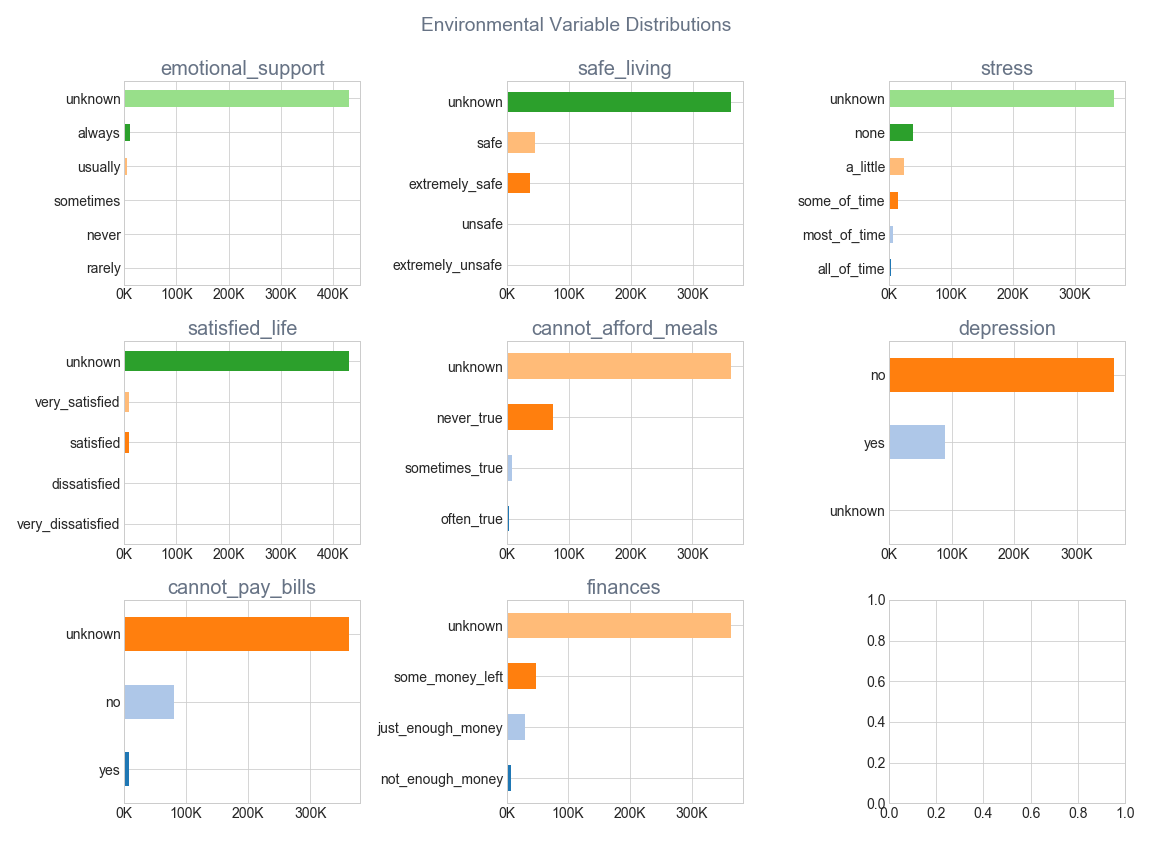 Environmental Variable Distributions
emotional_support
unknown
always
usually
sometimes
never
rarely
0K 100K 200K 300K 400K
safe_living
unknown
safe
extremely_safe
unsafe
extremely_unsafe
0K 100K 200K 300K
stress
unknown
none
a_little
some_of_time
most_of_time
all_of_time
0K 100K 200K 300K
satisfied_life
unknown
very_satisfied
satisfied
dissatisfied
very_dissatisfied
0K 100K 200K 300K 400K
cannot_afford_meals
unknown
never_true
sometimes_true
often_true
0K 100K 200K 300K
depression
no
yes
unknown
0K 100K 200K 300K
cannot_pay_bills
unknown
no
yes
0K 100K 200K 300K
finances
unknown
some_money_left
just_enough_money
not_enough_money
0K 100K 200K 300K
1.0
0.8
0.6
0.4
0.2
0.0
0.0 0.2 0.4 0.6 0.8 1.0